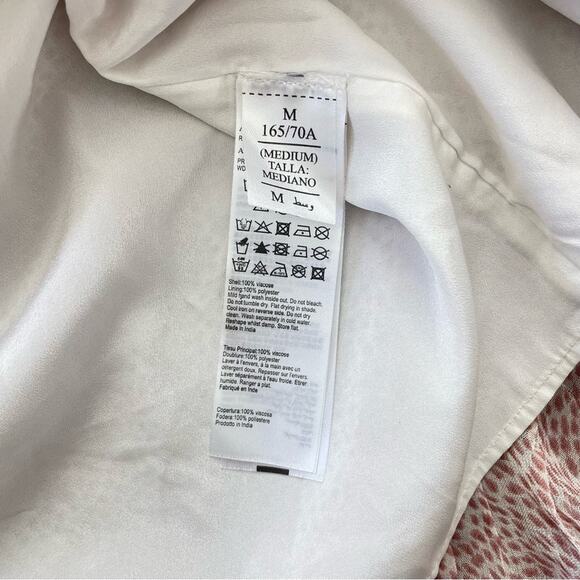 M
165/70A
(MEDIUM)
TALLA:
MEDIANO
M وسط
A
R
A
PR
WD
Shell:100% viscose
Lining:100% polyester
Mild hand wash inside out. Do not bleach.
Do not tumble dry. Flat drying in shade.
Cool iron on reverse side. Do not dry
clean. Wash separately in cold water.
Reshape whilst damp. Store flat.
Made in India
Tissu Principal:100% viscose
Doublure:100% polyester
Laver à l'envers, à la main avec un
détergent doux. Repasser sur l'envers.
Laver séparément à l'eau froide. Etirer
humide. Ranger a plat.
Fabriqué en Inde
Copertura:100% viscosa
Fodera:100% poliestere
Prodotto in India